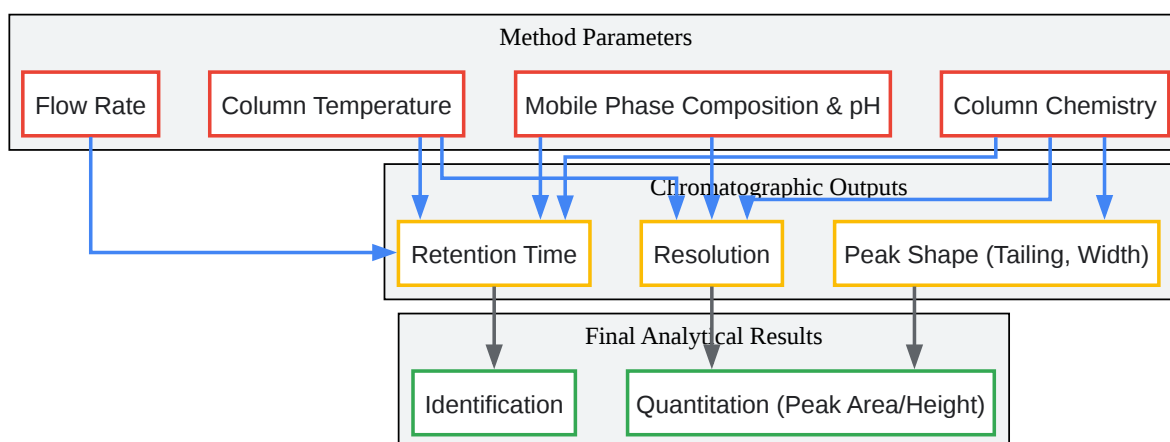 Method Parameters
Flow Rate
Column Temperature
Mobile Phase Composition & pH
Column Chemistry
Chromatographic Outputs
Retention Time
Resolution
Peak Shape (Tailing, Width)
Final Analytical Results
Identification
Quantitation (Peak Area/Height)